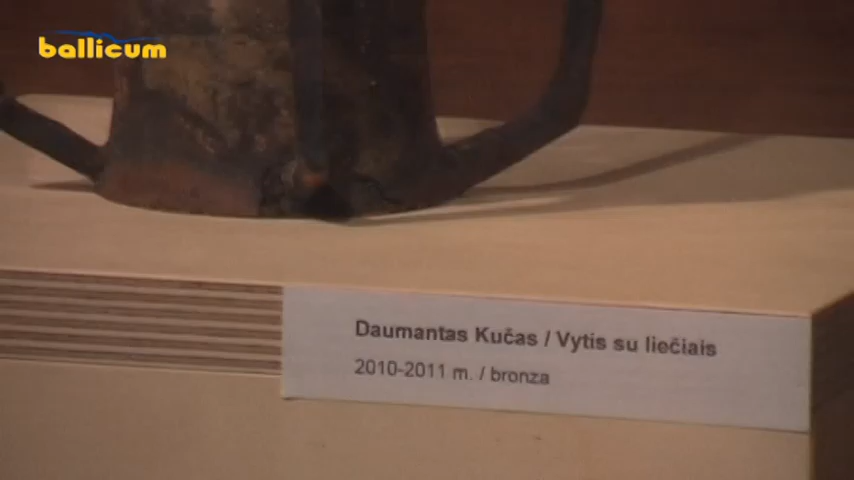 ballicum
Daumantas Kučas / Vytis su liečiais
2010-2011 m. / bronza